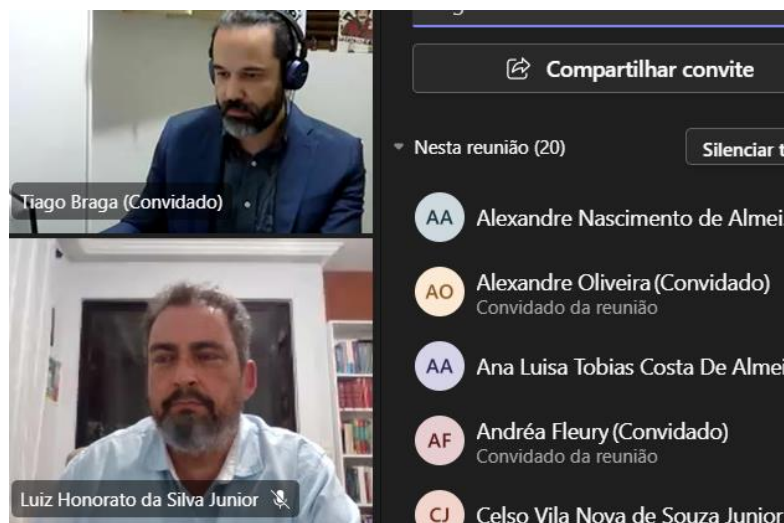 Compartilhar convite
Nesta reunião (20)
Silenciar t
Tiago Braga (Convidado)
AA
Alexandre Nascimento de Almei
AO
Alexandre Oliveira (Convidado)
Convidado da reunião
AA
Ana Luisa Tobias Costa De Almei
AF
Andréa Fleury (Convidado)
Convidado da reunião
Luiz Honorato da Silva Junior
CJ
Celso Vila Nova de Souza Junior